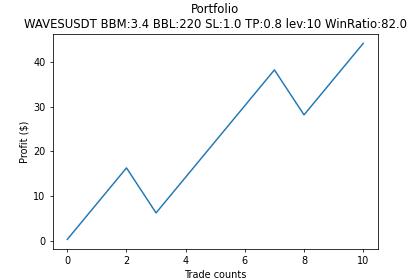 Portfolio
WAVESUSDT BBM:3.4 BBL:220 SL:1.0 TP:0.8 lev:10 WinRatio:82.0
Profit ($)
40
30
20
10
0
0 2 4 6 8 10
Trade counts